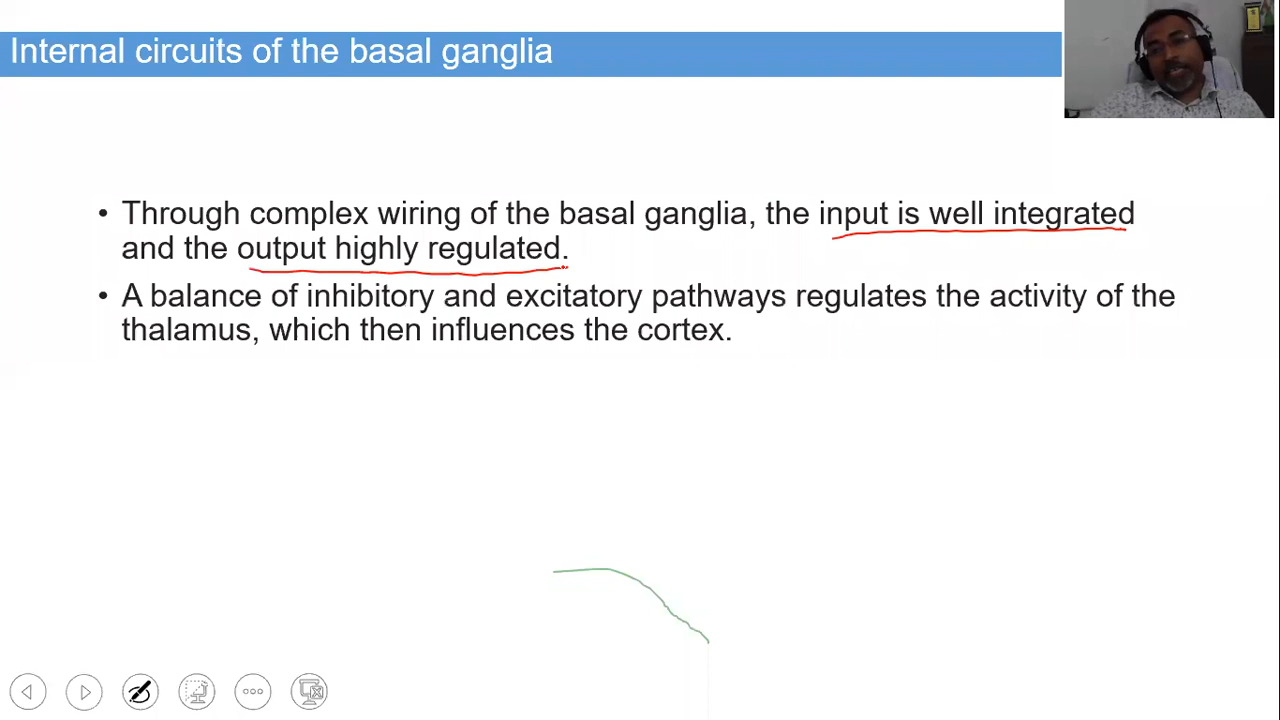 Internal circuits of the basal ganglia
• Through complex wiring of the basal ganglia, the input is well integrated
and the output highly regulated.
• A balance of inhibitory and excitatory pathways regulates the activity of the
thalamus, which then influences the cortex.